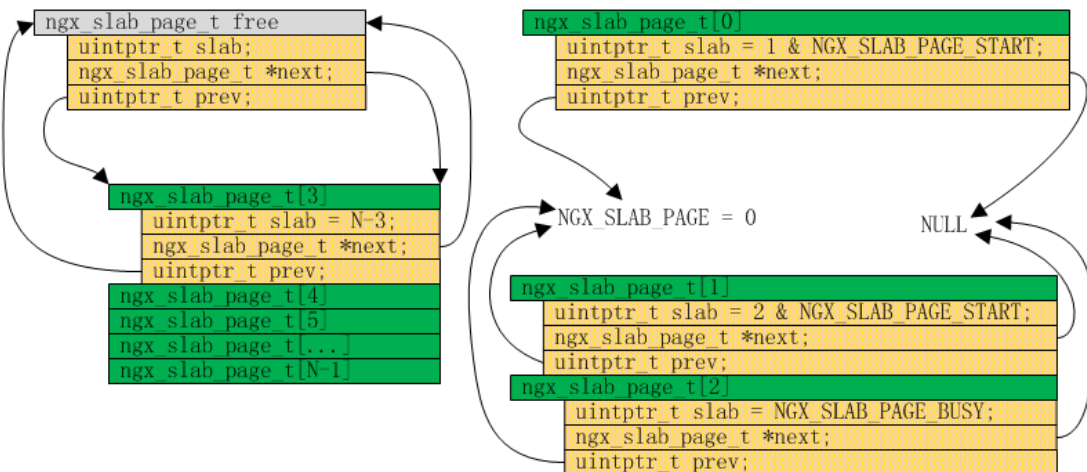 ngx_slab_page_t free
uintptr_t slab;
ngx_slab_page_t *next;
uintptr_t prev;
ngx_slab_page_t[3]
uintptr_t slab = N-3;
ngx_slab_page_t *next;
uintptr_t prev;
ngx_slab_page_t[4]
ngx_slab_page_t[5]
ngx_slab_page_t[...]
ngx_slab_page_t[N-1]
ngx_slab_page_t[0]
uintptr_t slab = 1 & NGX_SLAB_PAGE_START;
ngx_slab_page_t *next;
uintptr_t prev;
NGX_SLAB_PAGE = 0
NULL
ngx_slab_page_t[1]
uintptr_t slab = 2 & NGX_SLAB_PAGE_START;
ngx_slab_page_t *next;
uintptr_t prev;
ngx_slab_page_t[2]
uintptr_t slab = NGX_SLAB_PAGE_BUSY;
ngx_slab_page_t *next;
uintptr_t prev;